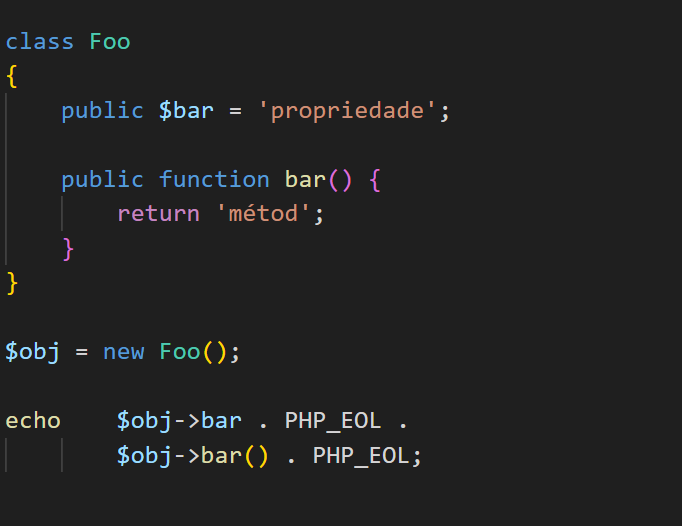 class Foo
{
    public $bar = 'propriedade';
    public function bar() {
        return 'métod';
    }
}
$obj = new Foo();
echo    $obj->bar . PHP_EOL .
        $obj->bar() . PHP_EOL;